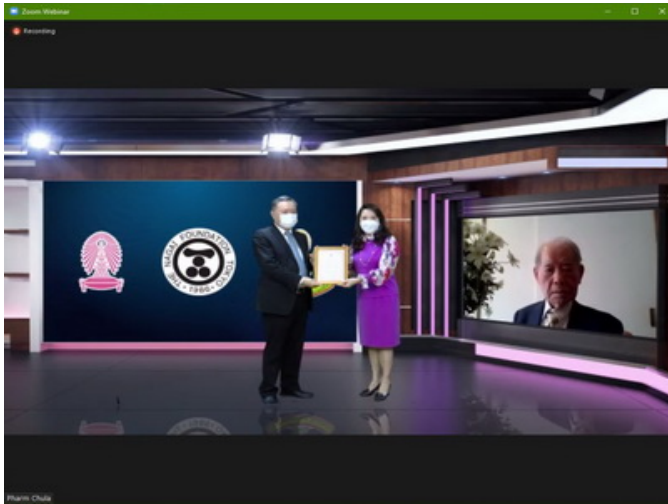 Zoom Webinar
Recording
THE NAGAI FOUNDATION TOKYO
· 1986 ·
Pharm Chula